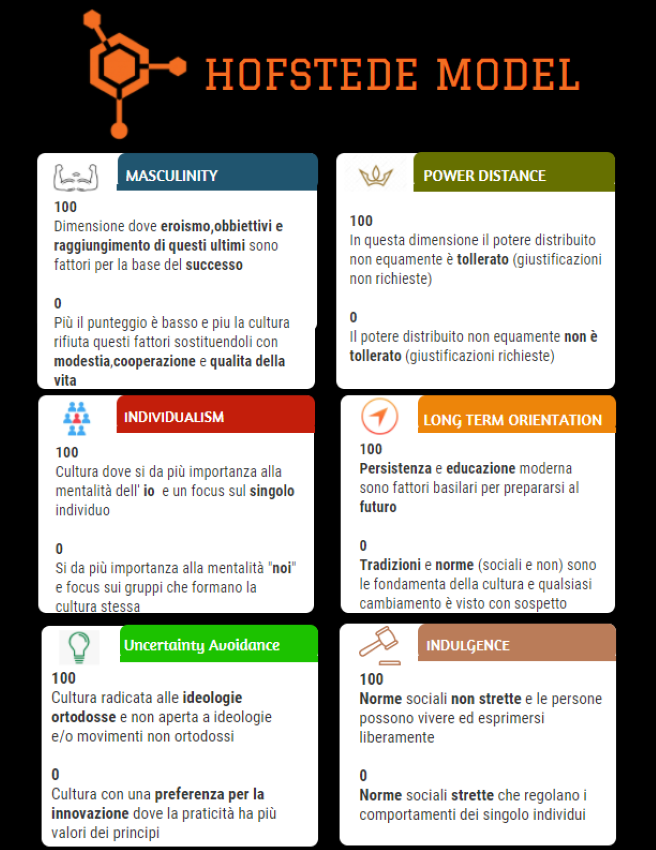 HOFSTEDE MODEL
MASCULINITY
100
Dimensione dove eroismo,obbiettivi e
raggiungimento di questi ultimi sono
fattori per la base del successo
0
Più il punteggio è basso e piu la cultura
rifiuta questi fattori sostituendoli con
modestia,cooperazione e qualita della
vita
POWER DISTANCE
100
In questa dimensione il potere distribuito
non equamente è tollerato (giustificazioni
non richieste)
0
Il potere distribuito non equamente non è
tollerato (giustificazioni richieste)
INDIVIDUALISM
100
Cultura dove si da più importanza alla
mentalità dell' io e un focus sul singolo
individuo
0
Si da più importanza alla mentalità "noi"
e focus sui gruppi che formano la
cultura stessa
LONG TERM ORIENTATION
100
Persistenza e educazione moderna
sono fattori basilari per prepararsi al
futuro
0
Tradizioni e norme (sociali e non) sono
le fondamenta della cultura e qualsiasi
cambiamento è visto con sospetto
Uncertainty Avoidance
100
Cultura radicata alle ideologie
ortodosse e non aperta a ideologie
e/o movimenti non ortodossi
0
Cultura con una preferenza per la
innovazione dove la praticità ha più
valori dei principi
INDULGENCE
100
Norme sociali non strette e le persone
possono vivere ed esprimersi
liberamente
0
Norme sociali strette che regolano i
comportamenti dei singolo individui